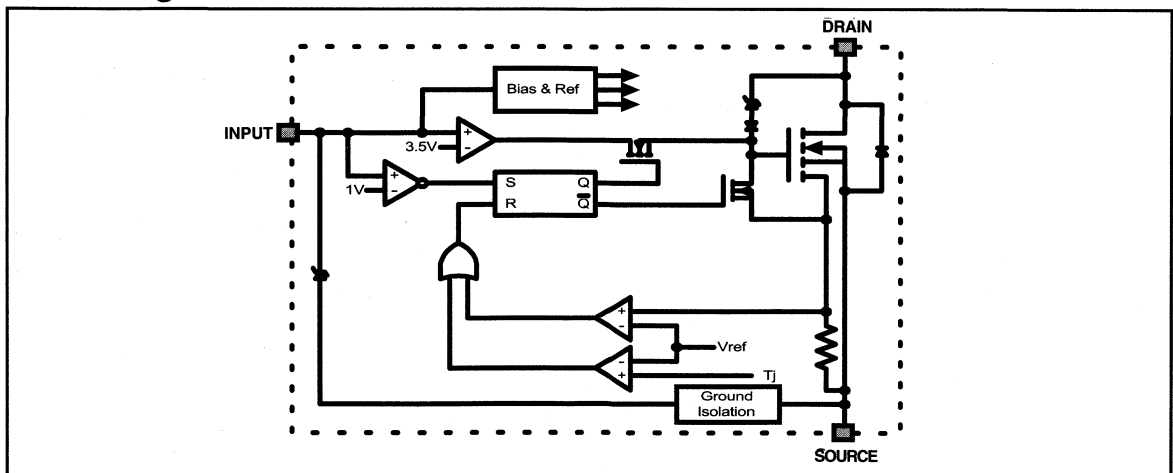 DRAIN
Bias & Ref
INPUT
3.5V
+
-
1V
+
-
S Q
R Q̅
+
-
Vref
-
+
Tj
Ground
Isolation
SOURCE